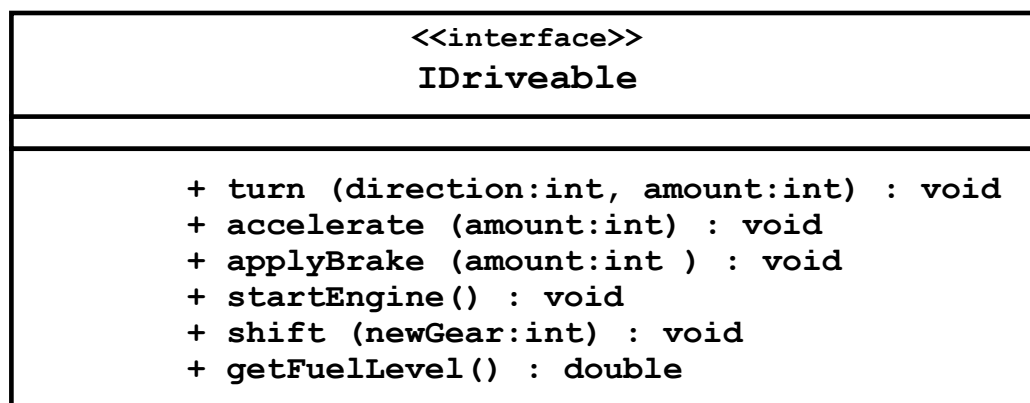 <<interface>>
IDriveable
+ turn (direction:int, amount:int) : void
+ accelerate (amount:int) : void
+ applyBrake (amount:int ) : void
+ startEngine() : void
+ shift (newGear:int) : void
+ getFuelLevel() : double